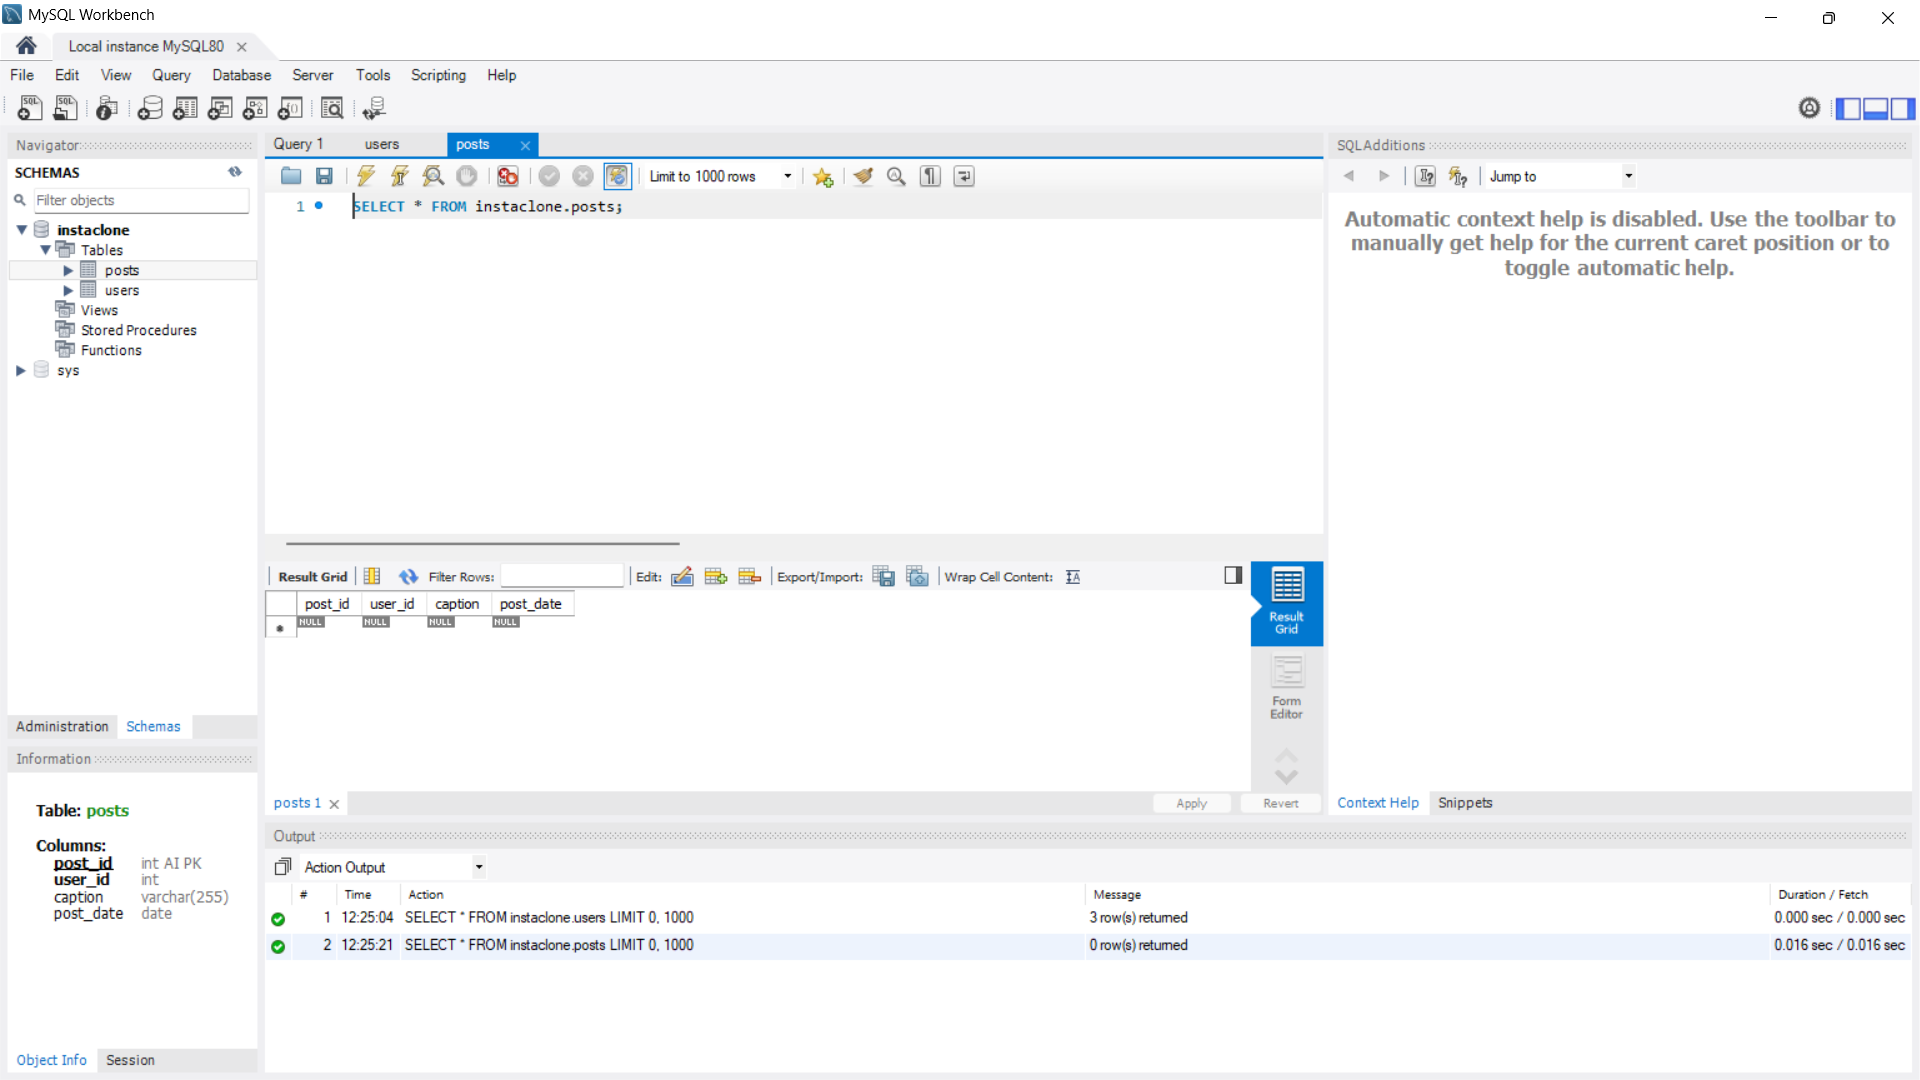 MySQL Workbench
Local instance MySQL80
File Edit View Query Database Server Tools Scripting Help
Navigator
SCHEMAS
Filter objects
instaclone
Tables
posts
users
Views
Stored Procedures
Functions
sys
Administration Schemas
Information
Table: posts
Columns:
post_id int AI PK
user_id int
caption varchar(255)
post_date date
Object Info Session
Query 1 users posts
Limit to 1000 rows
1 SELECT * FROM instaclone.posts;
Result Grid Filter Rows: Edit: Export/Import: Wrap Cell Content:
post_id user_id caption post_date
NULL NULL NULL NULL
Result
Grid
Form
Editor
posts 1 Apply Revert
SQLAdditions
Jump to
Automatic context help is disabled. Use the toolbar to
manually get help for the current caret position or to
toggle automatic help.
Context Help Snippets
Output
Action Output
# Time Action Message Duration / Fetch
1 12:25:04 SELECT * FROM instaclone.users LIMIT 0, 1000 3 row(s) returned 0.000 sec / 0.000 sec
2 12:25:21 SELECT * FROM instaclone.posts LIMIT 0, 1000 0 row(s) returned 0.016 sec / 0.016 sec